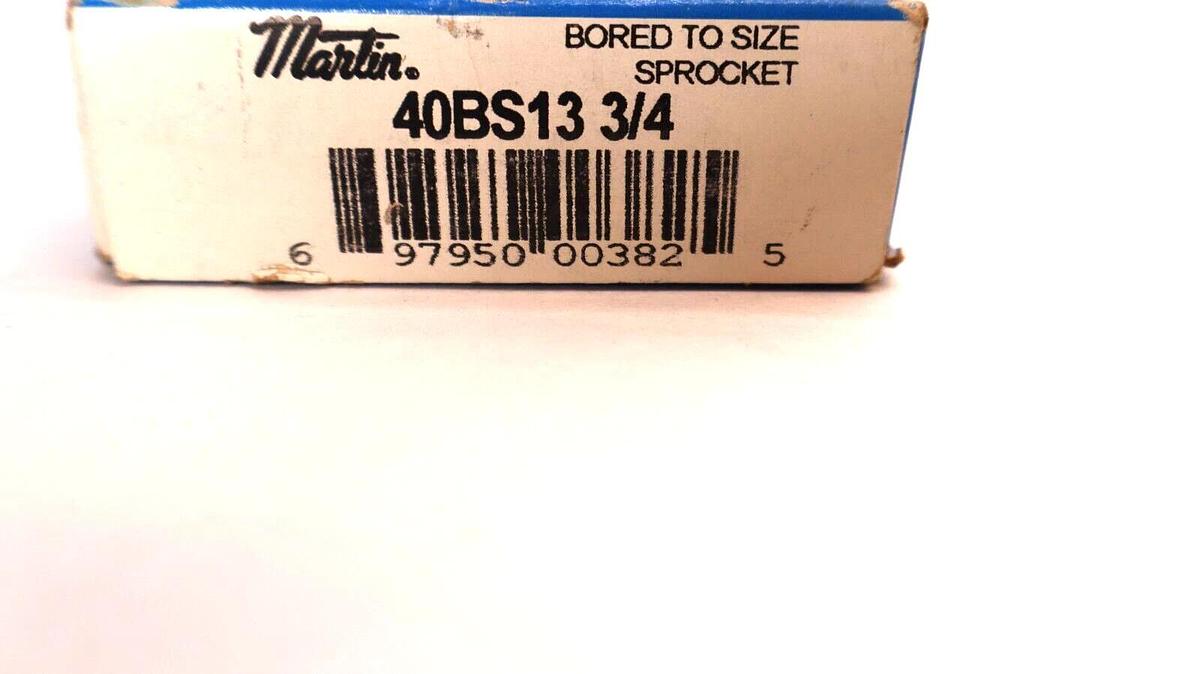 Martin®
BORED TO SIZE
SPROCKET
40BS13 3/4
6 97950 00382 5